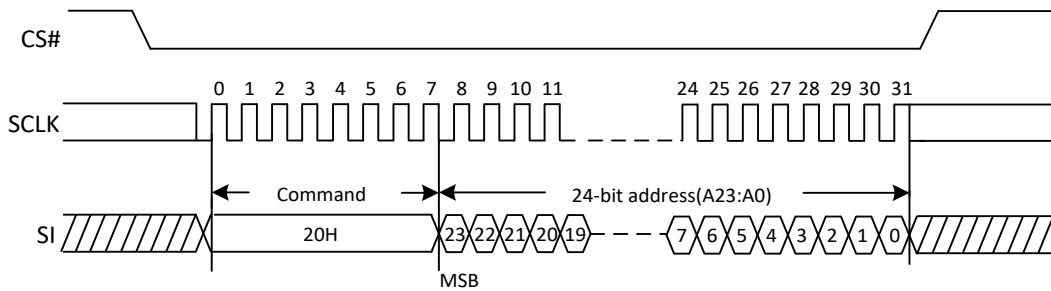 CS#
0 1 2 3 4 5 6 7 8 9 10 11 24 25 26 27 28 29 30 31
SCLK
Command 24-bit address(A23:A0)
SI 20H 23 22 21 20 19 7 6 5 4 3 2 1 0
MSB